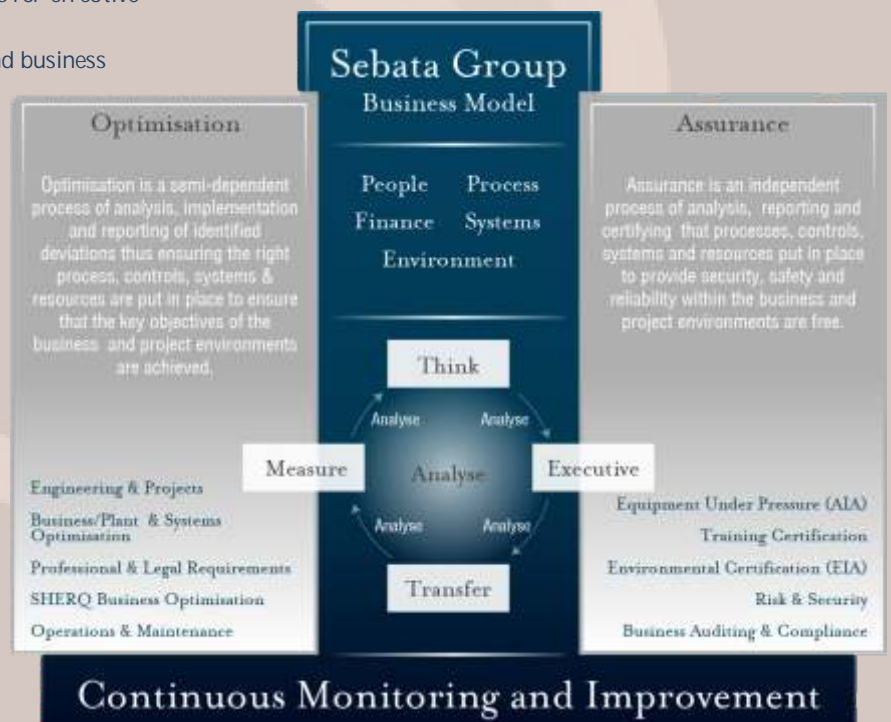 nd business
Sebata Group
Business Model
People Process
Finance Systems
Environment
Optimisation
Optimisation is a semi-dependent
process of analysis, implementation
and reporting of identified
deviations thus ensuring the right
process, controls, systems &
resources are put in place to ensure
that the key objectives of the
business and project environments
are achieved.
Engineering & Projects
Business/Plant & Systems
Optimisation
Professional & Legal Requirements
SHERQ Business Optimisation
Operations & Maintenance
Think
Analyse Analyse
Measure Analyse Executive
Analyse Analyse
Transfer
Assurance
Assurance is an independent
process of analysis, reporting and
certifying that processes, controls,
systems and resources put in place
to provide security, safety and
reliability within the business and
project environments are free.
Equipment Under Pressure (AIA)
Training Certification
Environmental Certification (EIA)
Risk & Security
Business Auditing & Compliance
Continuous Monitoring and Improvement